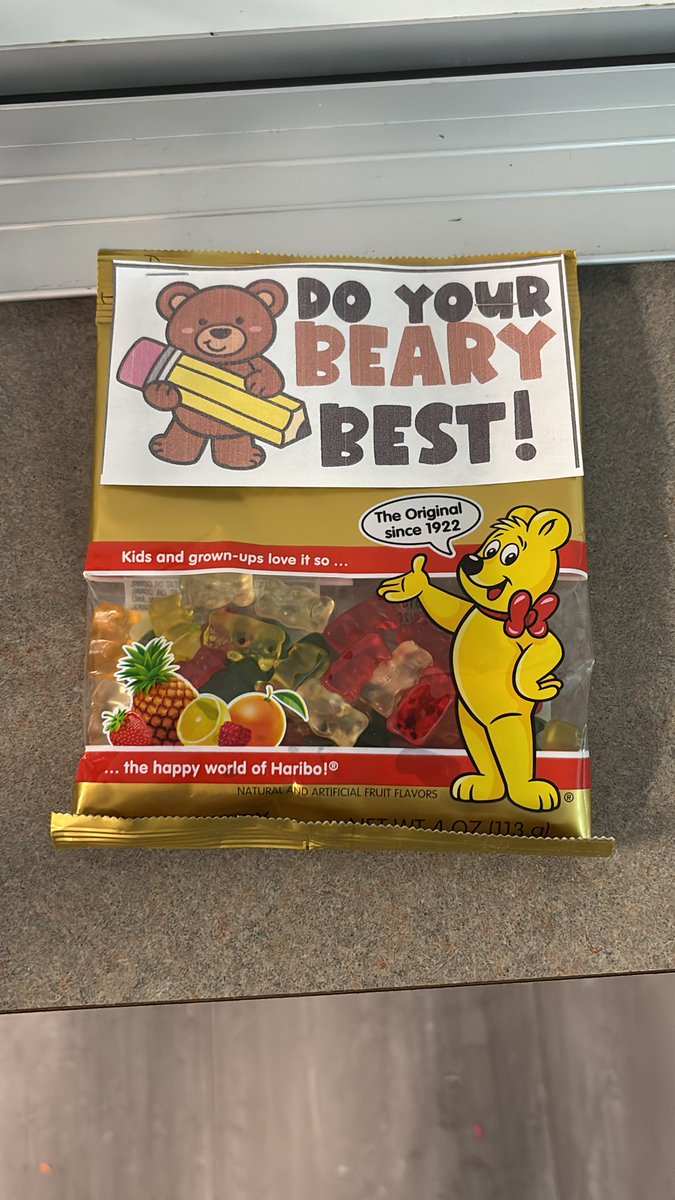 DO YOUR
BEARY
BEST!
The Original
since 1922
Kids and grown-ups love it so ...
... the happy world of Haribo!®
NATURAL AND ARTIFICIAL FRUIT FLAVORS
®
NET WT 4 OZ (113 g)